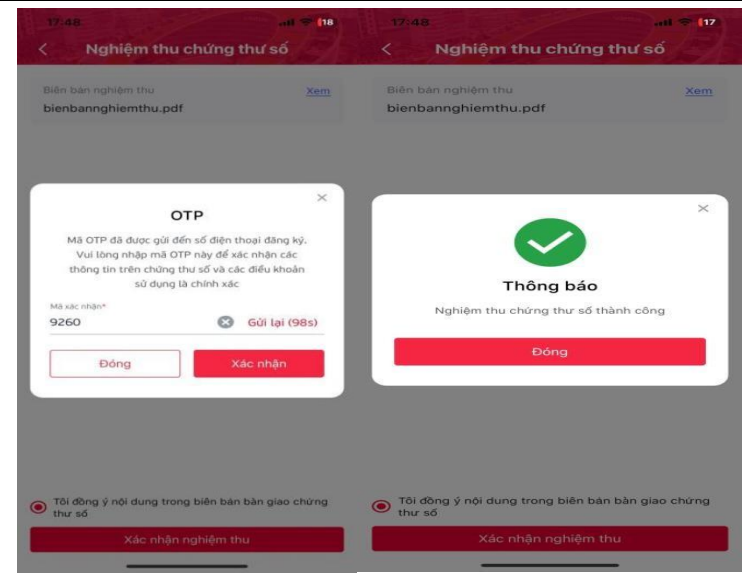 17:48
18
Nghiệm thu chứng thư số
Biên bản nghiệm thu
Xem
bienbannghiemthu.pdf
OTP
Mã OTP đã được gửi đến số điện thoại đăng ký.
Vui lòng nhập mã OTP này để xác nhận các
thông tin trên chứng thư số và các điều khoản
sử dụng là chính xác
Mã xác nhận*
9260
Gửi lại (98s)
Đóng
Xác nhận
Tôi đồng ý nội dung trong biên bản bàn giao chứng
thư số
Xác nhận nghiệm thu
17:48
17
Nghiệm thu chứng thư số
Biên bản nghiệm thu
Xem
bienbannghiemthu.pdf
Thông báo
Nghiệm thu chứng thư số thành công
Đóng
Tôi đồng ý nội dung trong biên bản bàn giao chứng
thư số
Xác nhận nghiệm thu